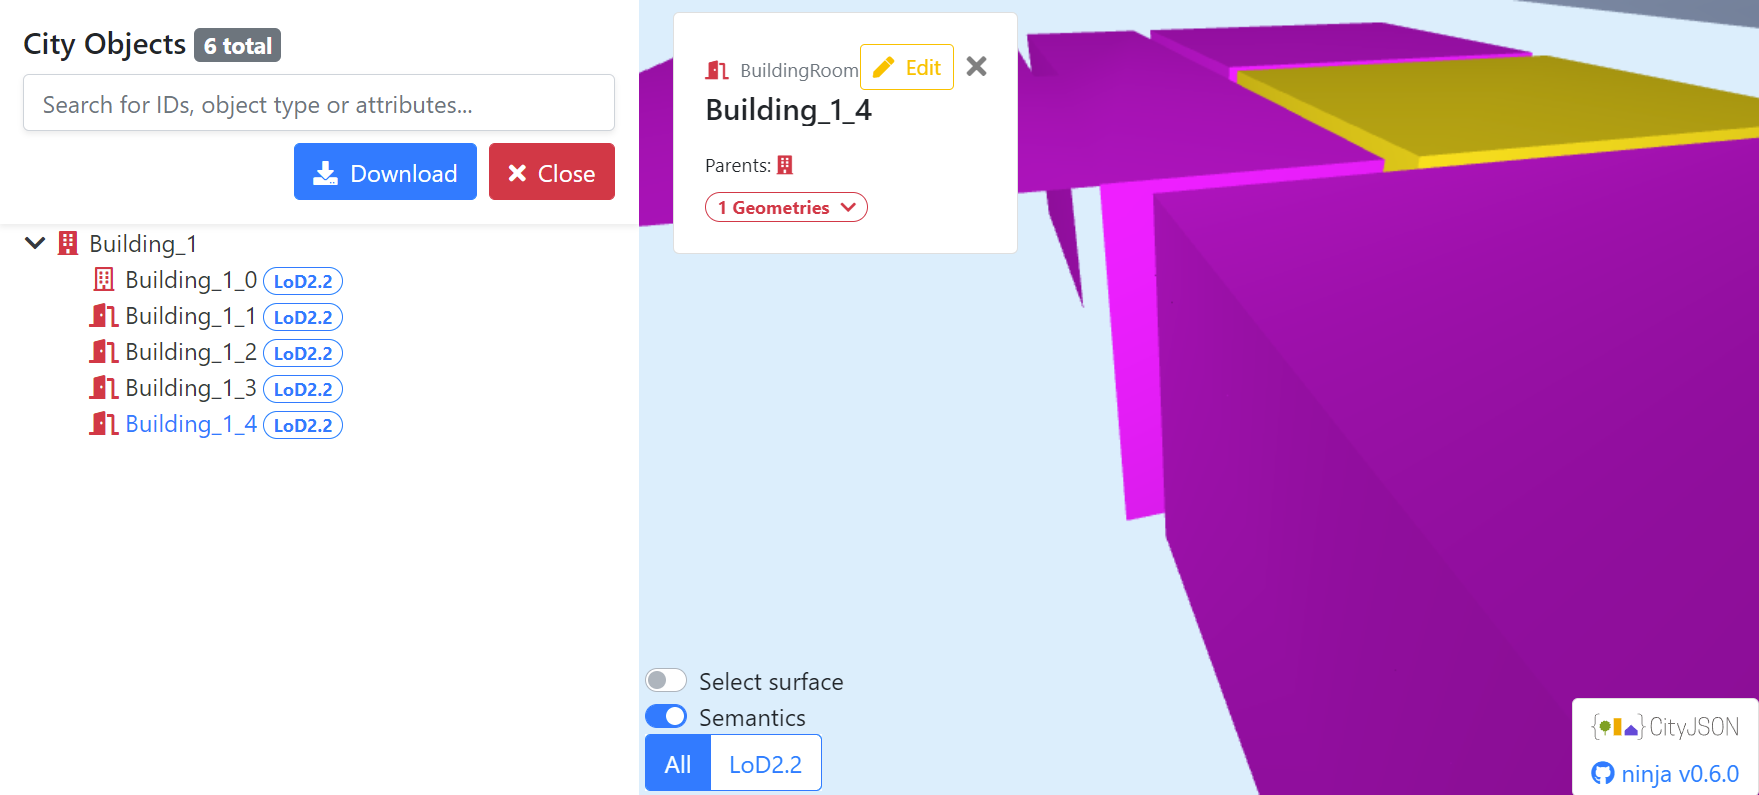 City Objects 6 total
Search for IDs, object type or attributes...
Download
Close
Building_1
Building_1_0 LoD2.2
Building_1_1 LoD2.2
Building_1_2 LoD2.2
Building_1_3 LoD2.2
Building_1_4 LoD2.2
BuildingRoom
Edit
Building_1_4
Parents:
1 Geometries
Select surface
Semantics
All
LoD2.2
CityJSON
ninja v0.6.0